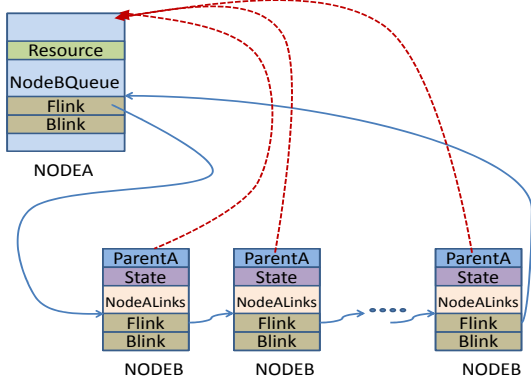 Resource
NodeBQueue
Flink
Blink
NODEA
ParentA
State
NodeALinks
Flink
Blink
NODEB
ParentA
State
NodeALinks
Flink
Blink
NODEB
ParentA
State
NodeALinks
Flink
Blink
NODEB